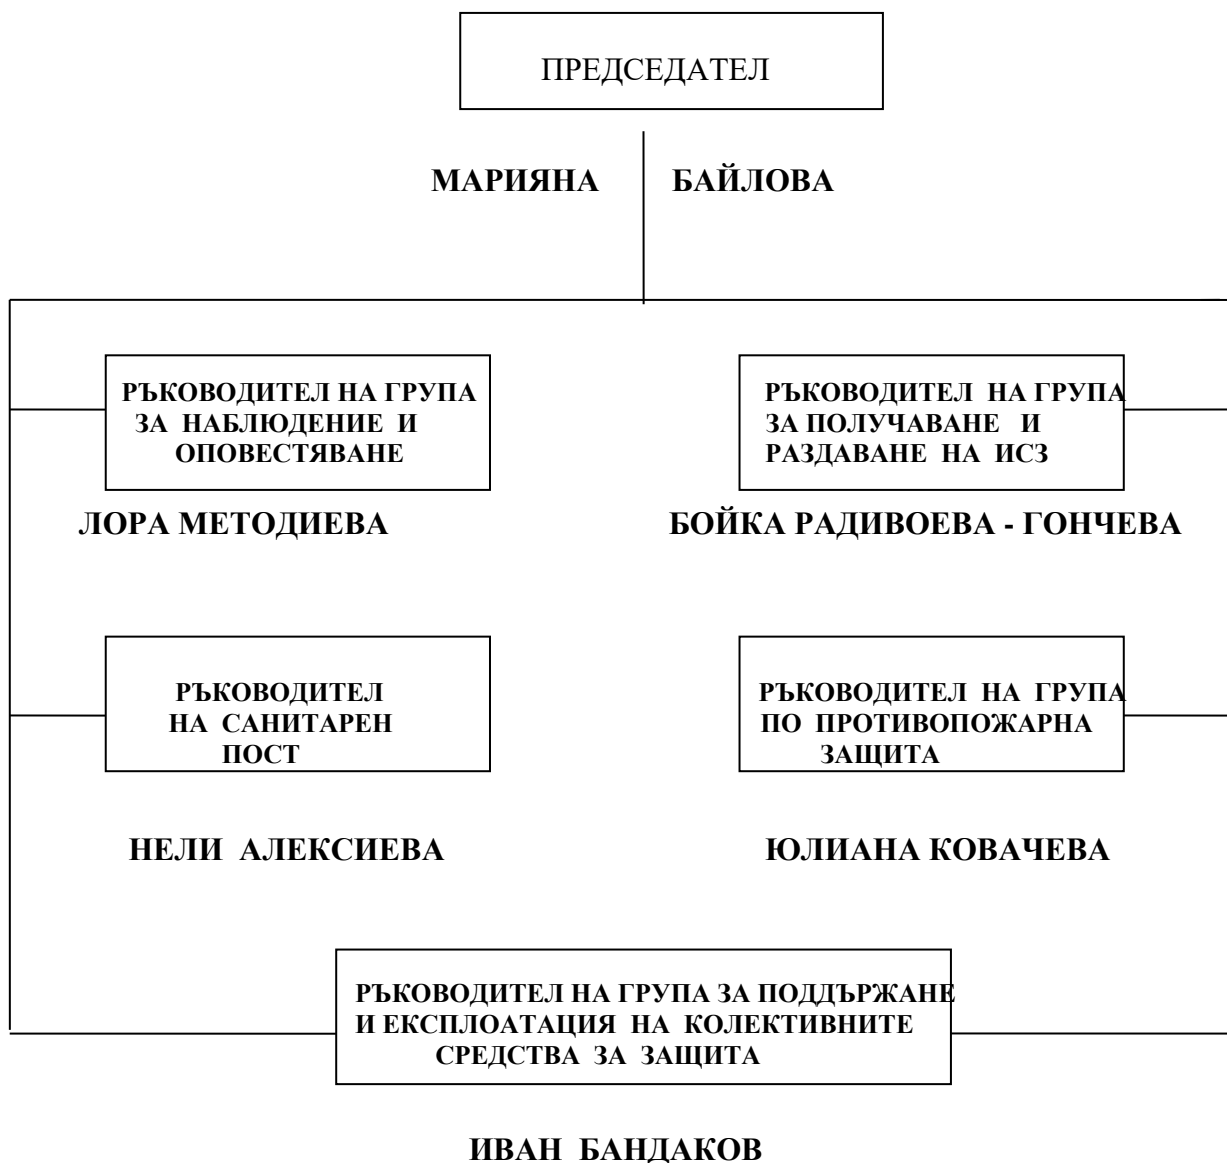 ПРЕДСЕДАТЕЛ
МАРИЯНА БАЙЛОВА
РЪКОВОДИТЕЛ НА ГРУПА
ЗА НАБЛЮДЕНИЕ И
ОПОВЕСТЯВАНЕ
ЛОРА МЕТОДИЕВА
РЪКОВОДИТЕЛ НА ГРУПА
ЗА ПОЛУЧАВАНЕ И
РАЗДАВАНЕ НА ИСЗ
БОЙКА РАДИВОЕВА - ГОНЧЕВА
РЪКОВОДИТЕЛ
НА САНИТАРЕН
ПОСТ
НЕЛИ АЛЕКСИЕВА
РЪКОВОДИТЕЛ НА ГРУПА
ПО ПРОТИВОПОЖАРНА
ЗАЩИТА
ЮЛИАНА КОВАЧЕВА
РЪКОВОДИТЕЛ НА ГРУПА ЗА ПОДДЪРЖАНЕ
И ЕКСПЛОАТАЦИЯ НА КОЛЕКТИВНИТЕ
СРЕДСТВА ЗА ЗАЩИТА
ИВАН БАНДАКОВ